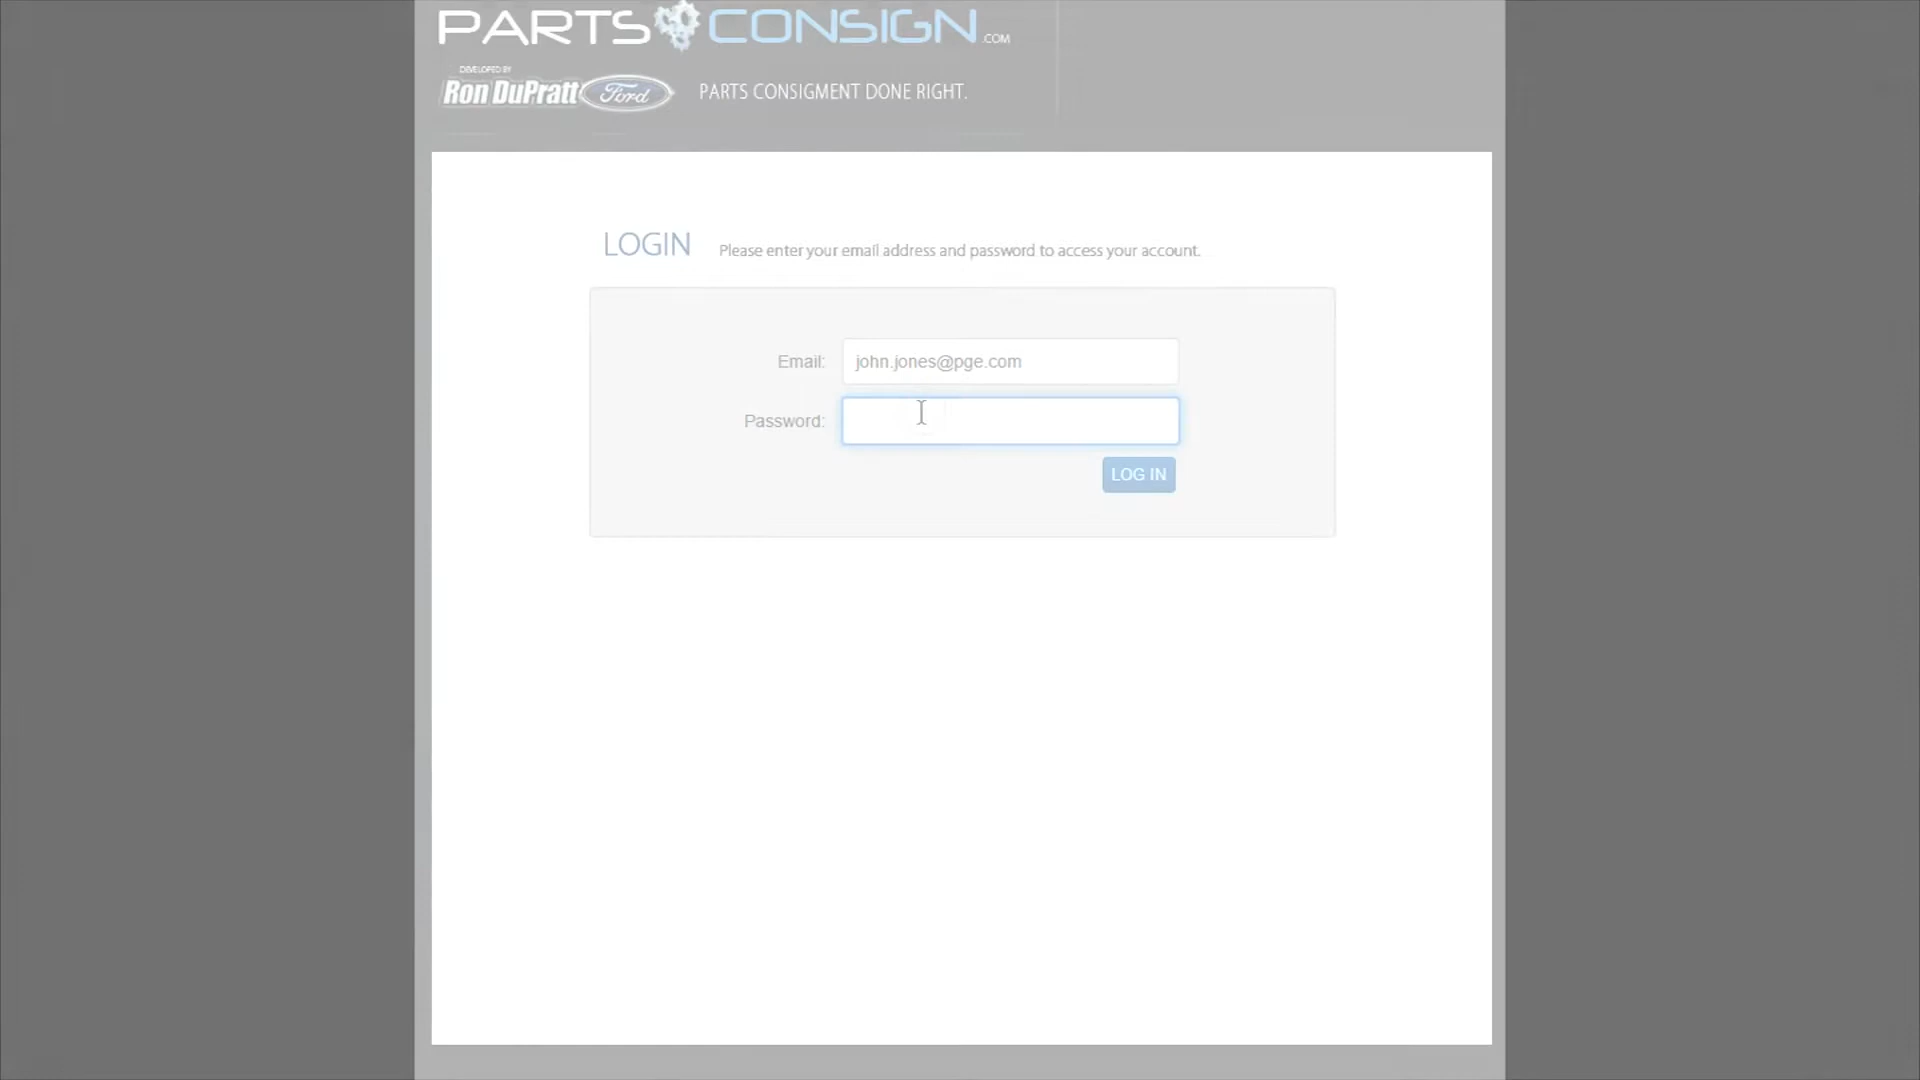 PARTS CONSIGN.COM
DEVELOPED BY
Ron DuPratt Ford PARTS CONSIGMENT DONE RIGHT.
LOGIN Please enter your email address and password to access your account.
Email: john.jones@pge.com
Password:
LOG IN